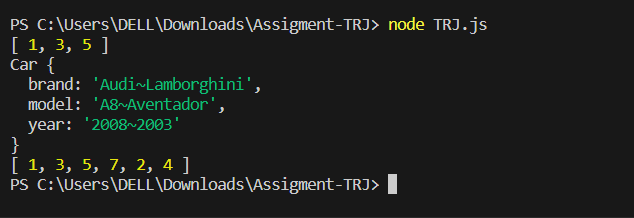 PS C:\Users\DELL\Downloads\Assigment-TRJ> node TRJ.js
[ 1, 3, 5 ]
Car {
  brand: 'Audi~Lamborghini',
  model: 'A8~Aventador',
  year: '2008~2003'
}
[ 1, 3, 5, 7, 2, 4 ]
PS C:\Users\DELL\Downloads\Assigment-TRJ>